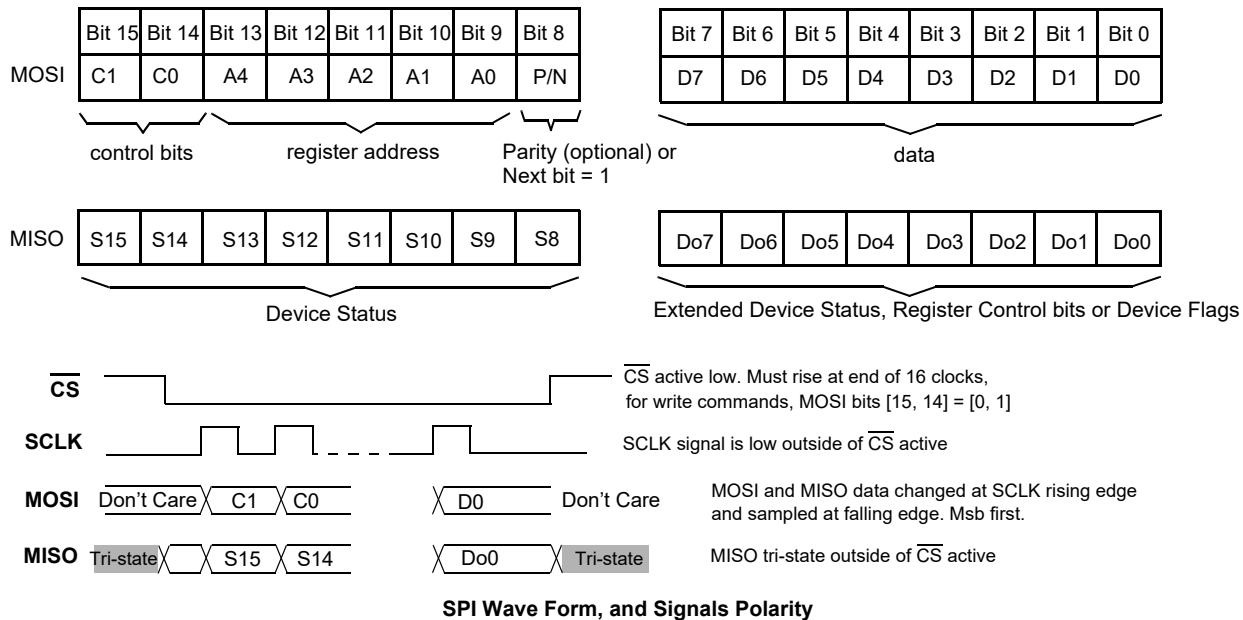 Bit 15 Bit 14 Bit 13 Bit 12 Bit 11 Bit 10 Bit 9 Bit 8 Bit 7 Bit 6 Bit 5 Bit 4 Bit 3 Bit 2 Bit 1 Bit 0
MOSI C1 C0 A4 A3 A2 A1 A0 P/N D7 D6 D5 D4 D3 D2 D1 D0
control bits register address Parity (optional) or data
Next bit = 1
MISO S15 S14 S13 S12 S11 S10 S9 S8 Do7 Do6 Do5 Do4 Do3 Do2 Do1 Do0
Device Status Extended Device Status, Register Control bits or Device Flags
CS CS active low. Must rise at end of 16 clocks,
for write commands, MOSI bits [15, 14] = [0, 1]
SCLK SCLK signal is low outside of CS active
MOSI Don't Care C1 C0 D0 Don't Care MOSI and MISO data changed at SCLK rising edge
and sampled at falling edge. Msb first.
MISO Tri-state S15 S14 Do0 Tri-state MISO tri-state outside of CS active
SPI Wave Form, and Signals Polarity